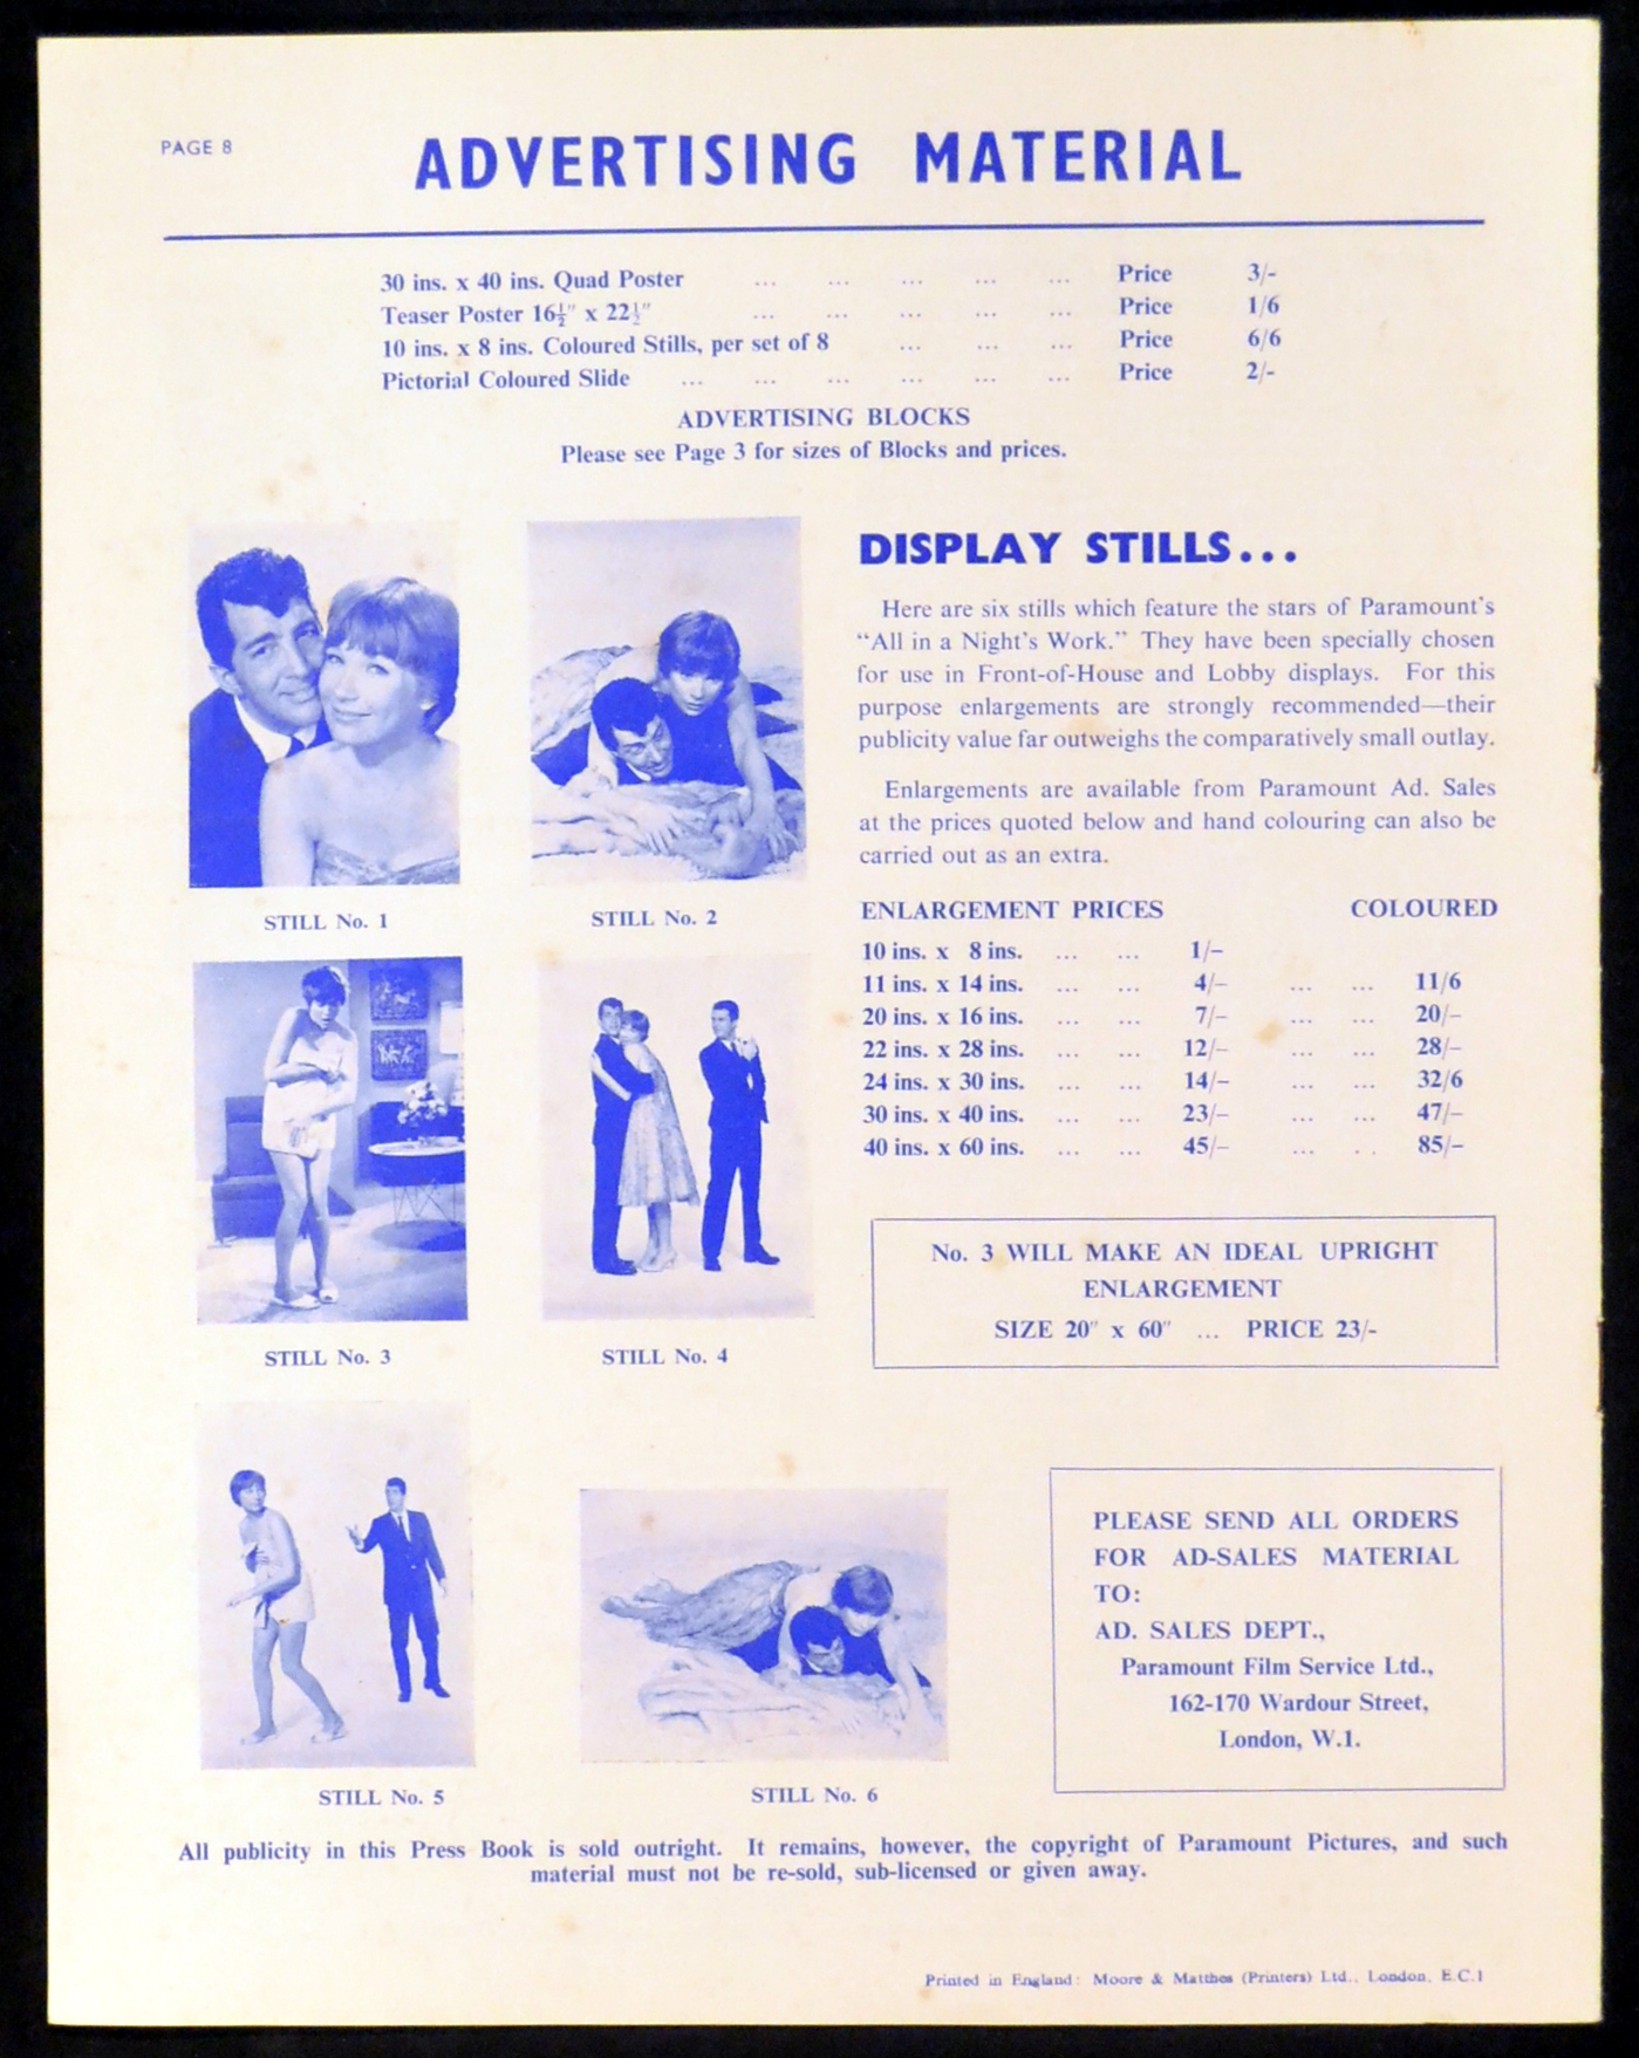 PAGE 8
ADVERTISING MATERIAL
30 ins. x 40 ins. Quad Poster ... ... ... ... ... Price 3/-
Teaser Poster 16½″ x 22½″ ... ... ... ... ... Price 1/6
10 ins. x 8 ins. Coloured Stills, per set of 8 ... ... ... Price 6/6
Pictorial Coloured Slide ... ... ... ... ... ... Price 2/-
ADVERTISING BLOCKS
Please see Page 3 for sizes of Blocks and prices.
STILL No. 1
STILL No. 2
STILL No. 3
STILL No. 4
STILL No. 5
STILL No. 6
DISPLAY STILLS...
Here are six stills which feature the stars of Paramount's
“All in a Night's Work.” They have been specially chosen
for use in Front-of-House and Lobby displays. For this
purpose enlargements are strongly recommended—their
publicity value far outweighs the comparatively small outlay.
Enlargements are available from Paramount Ad. Sales
at the prices quoted below and hand colouring can also be
carried out as an extra.
ENLARGEMENT PRICES COLOURED
10 ins. x 8 ins. ... ... 1/–
11 ins. x 14 ins. ... ... 4/– ... ... 11/6
20 ins. x 16 ins. ... ... 7/– ... ... 20/–
22 ins. x 28 ins. ... ... 12/– ... ... 28/–
24 ins. x 30 ins. ... ... 14/– ... ... 32/6
30 ins. x 40 ins. ... ... 23/– ... ... 47/–
40 ins. x 60 ins. ... ... 45/– ... . . 85/–
No. 3 WILL MAKE AN IDEAL UPRIGHT
ENLARGEMENT
SIZE 20″ x 60″ ... PRICE 23/-
PLEASE SEND ALL ORDERS
FOR AD-SALES MATERIAL
TO:
AD. SALES DEPT.,
Paramount Film Service Ltd.,
162-170 Wardour Street,
London, W.1.
All publicity in this Press Book is sold outright. It remains, however, the copyright of Paramount Pictures, and such
material must not be re-sold, sub-licensed or given away.
Printed in England: Moore & Matthes (Printers) Ltd., London, E.C.1